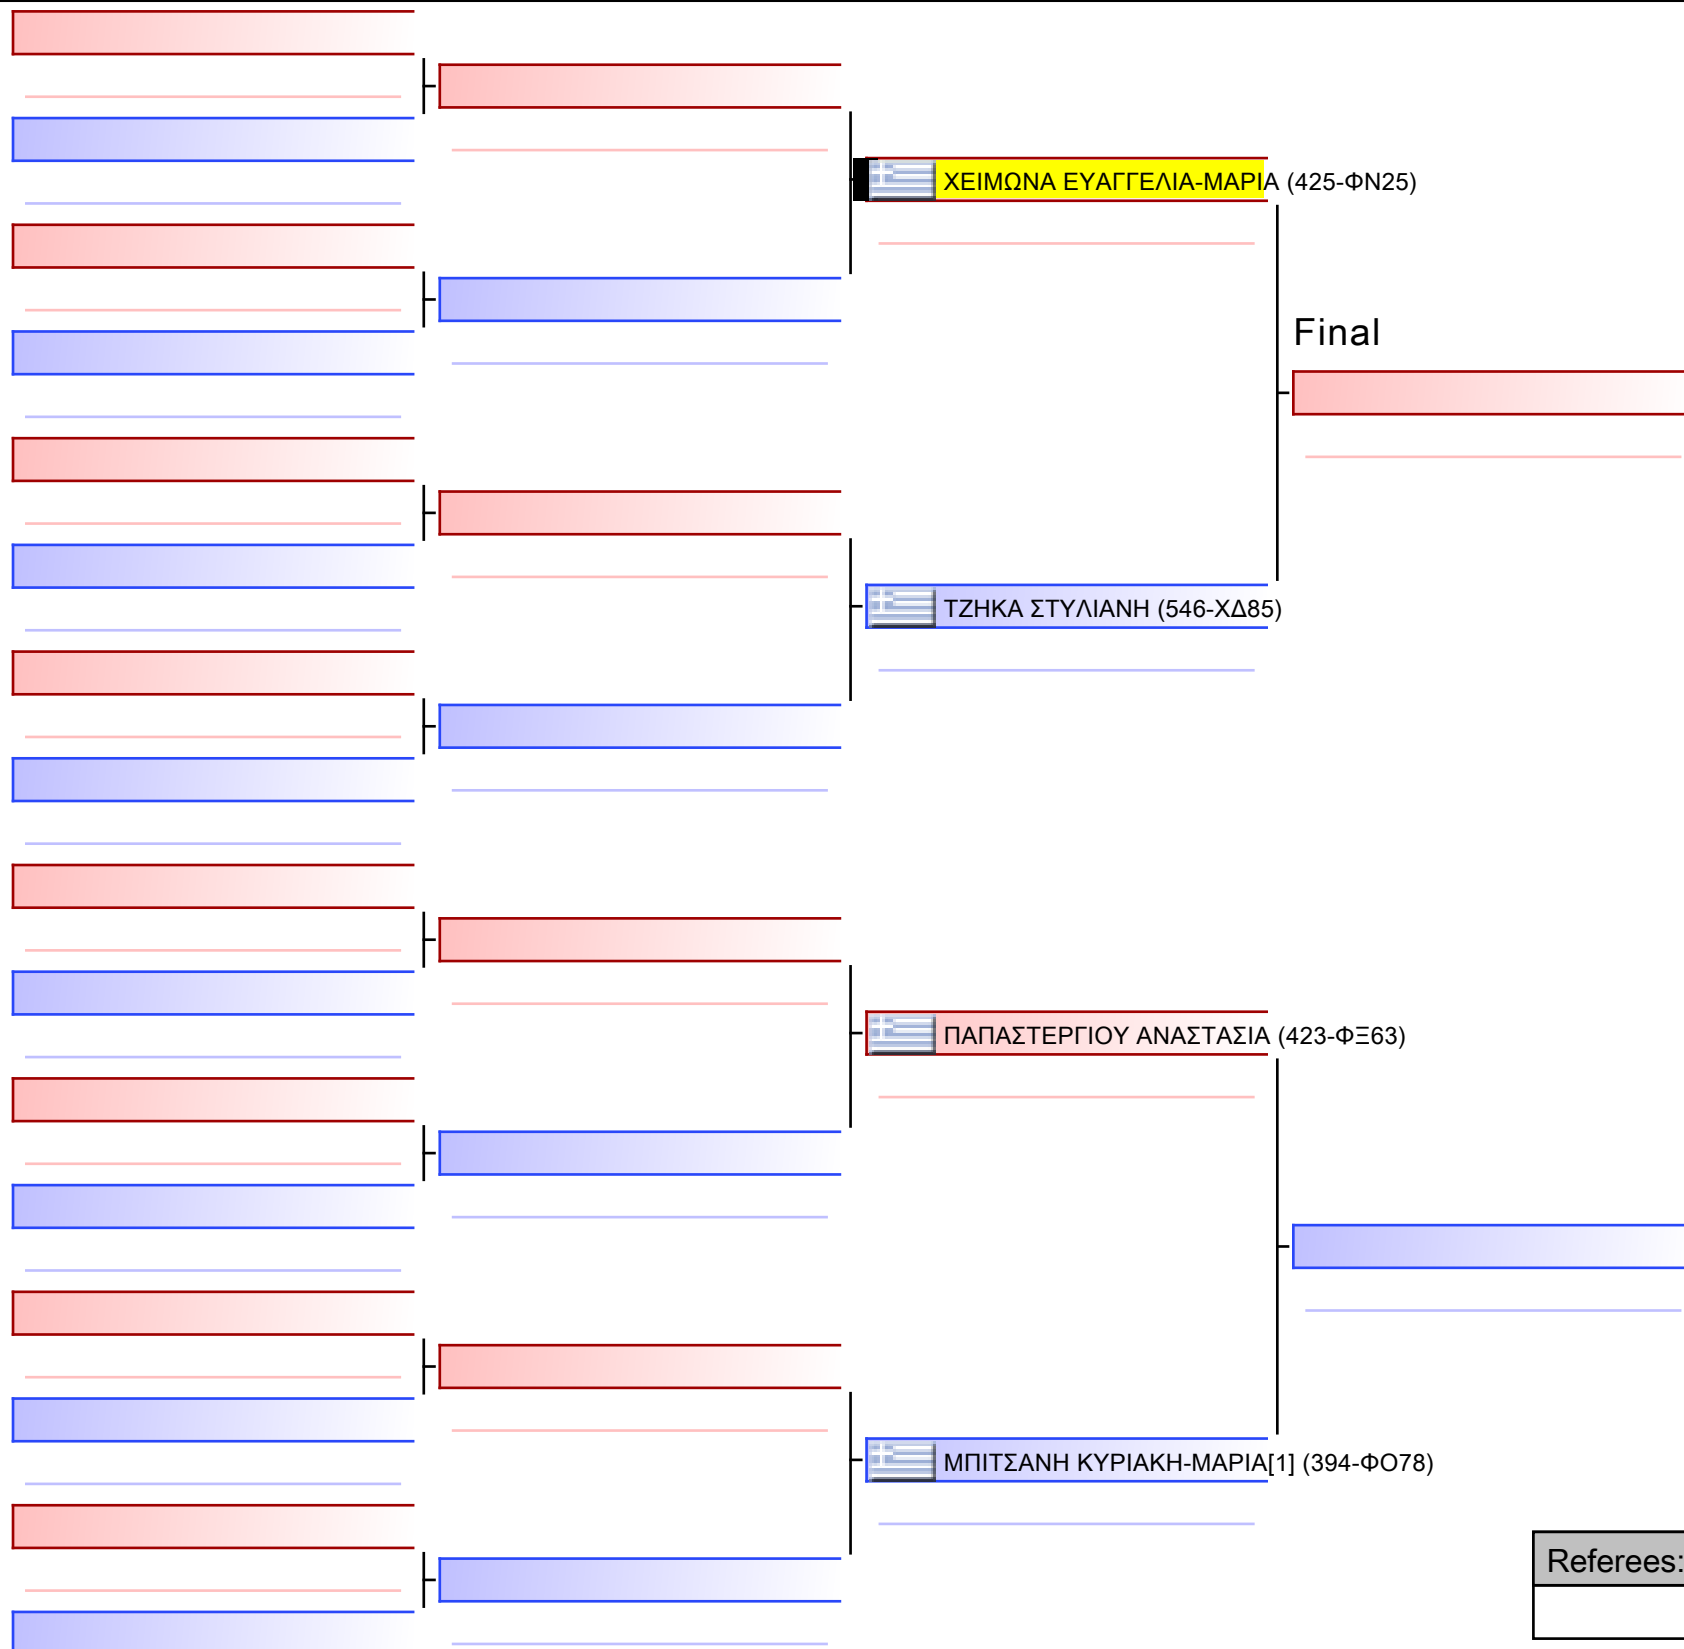 ΧΕΙΜΩΝΑ ΕΥΑΓΓΕΛΙΑ-ΜΑΡΙΑ (425-ΦΝ25)
Final
ΤΖΗΚΑ ΣΤΥΛΙΑΝΗ (546-ΧΔ85)
ΠΑΠΑΣΤΕΡΓΙΟΥ ΑΝΑΣΤΑΣΙΑ (423-ΦΞ63)
ΜΠΙΤΣΑΝΗ ΚΥΡΙΑΚΗ-ΜΑΡΙΑ[1] (394-ΦΟ78)
Referees: